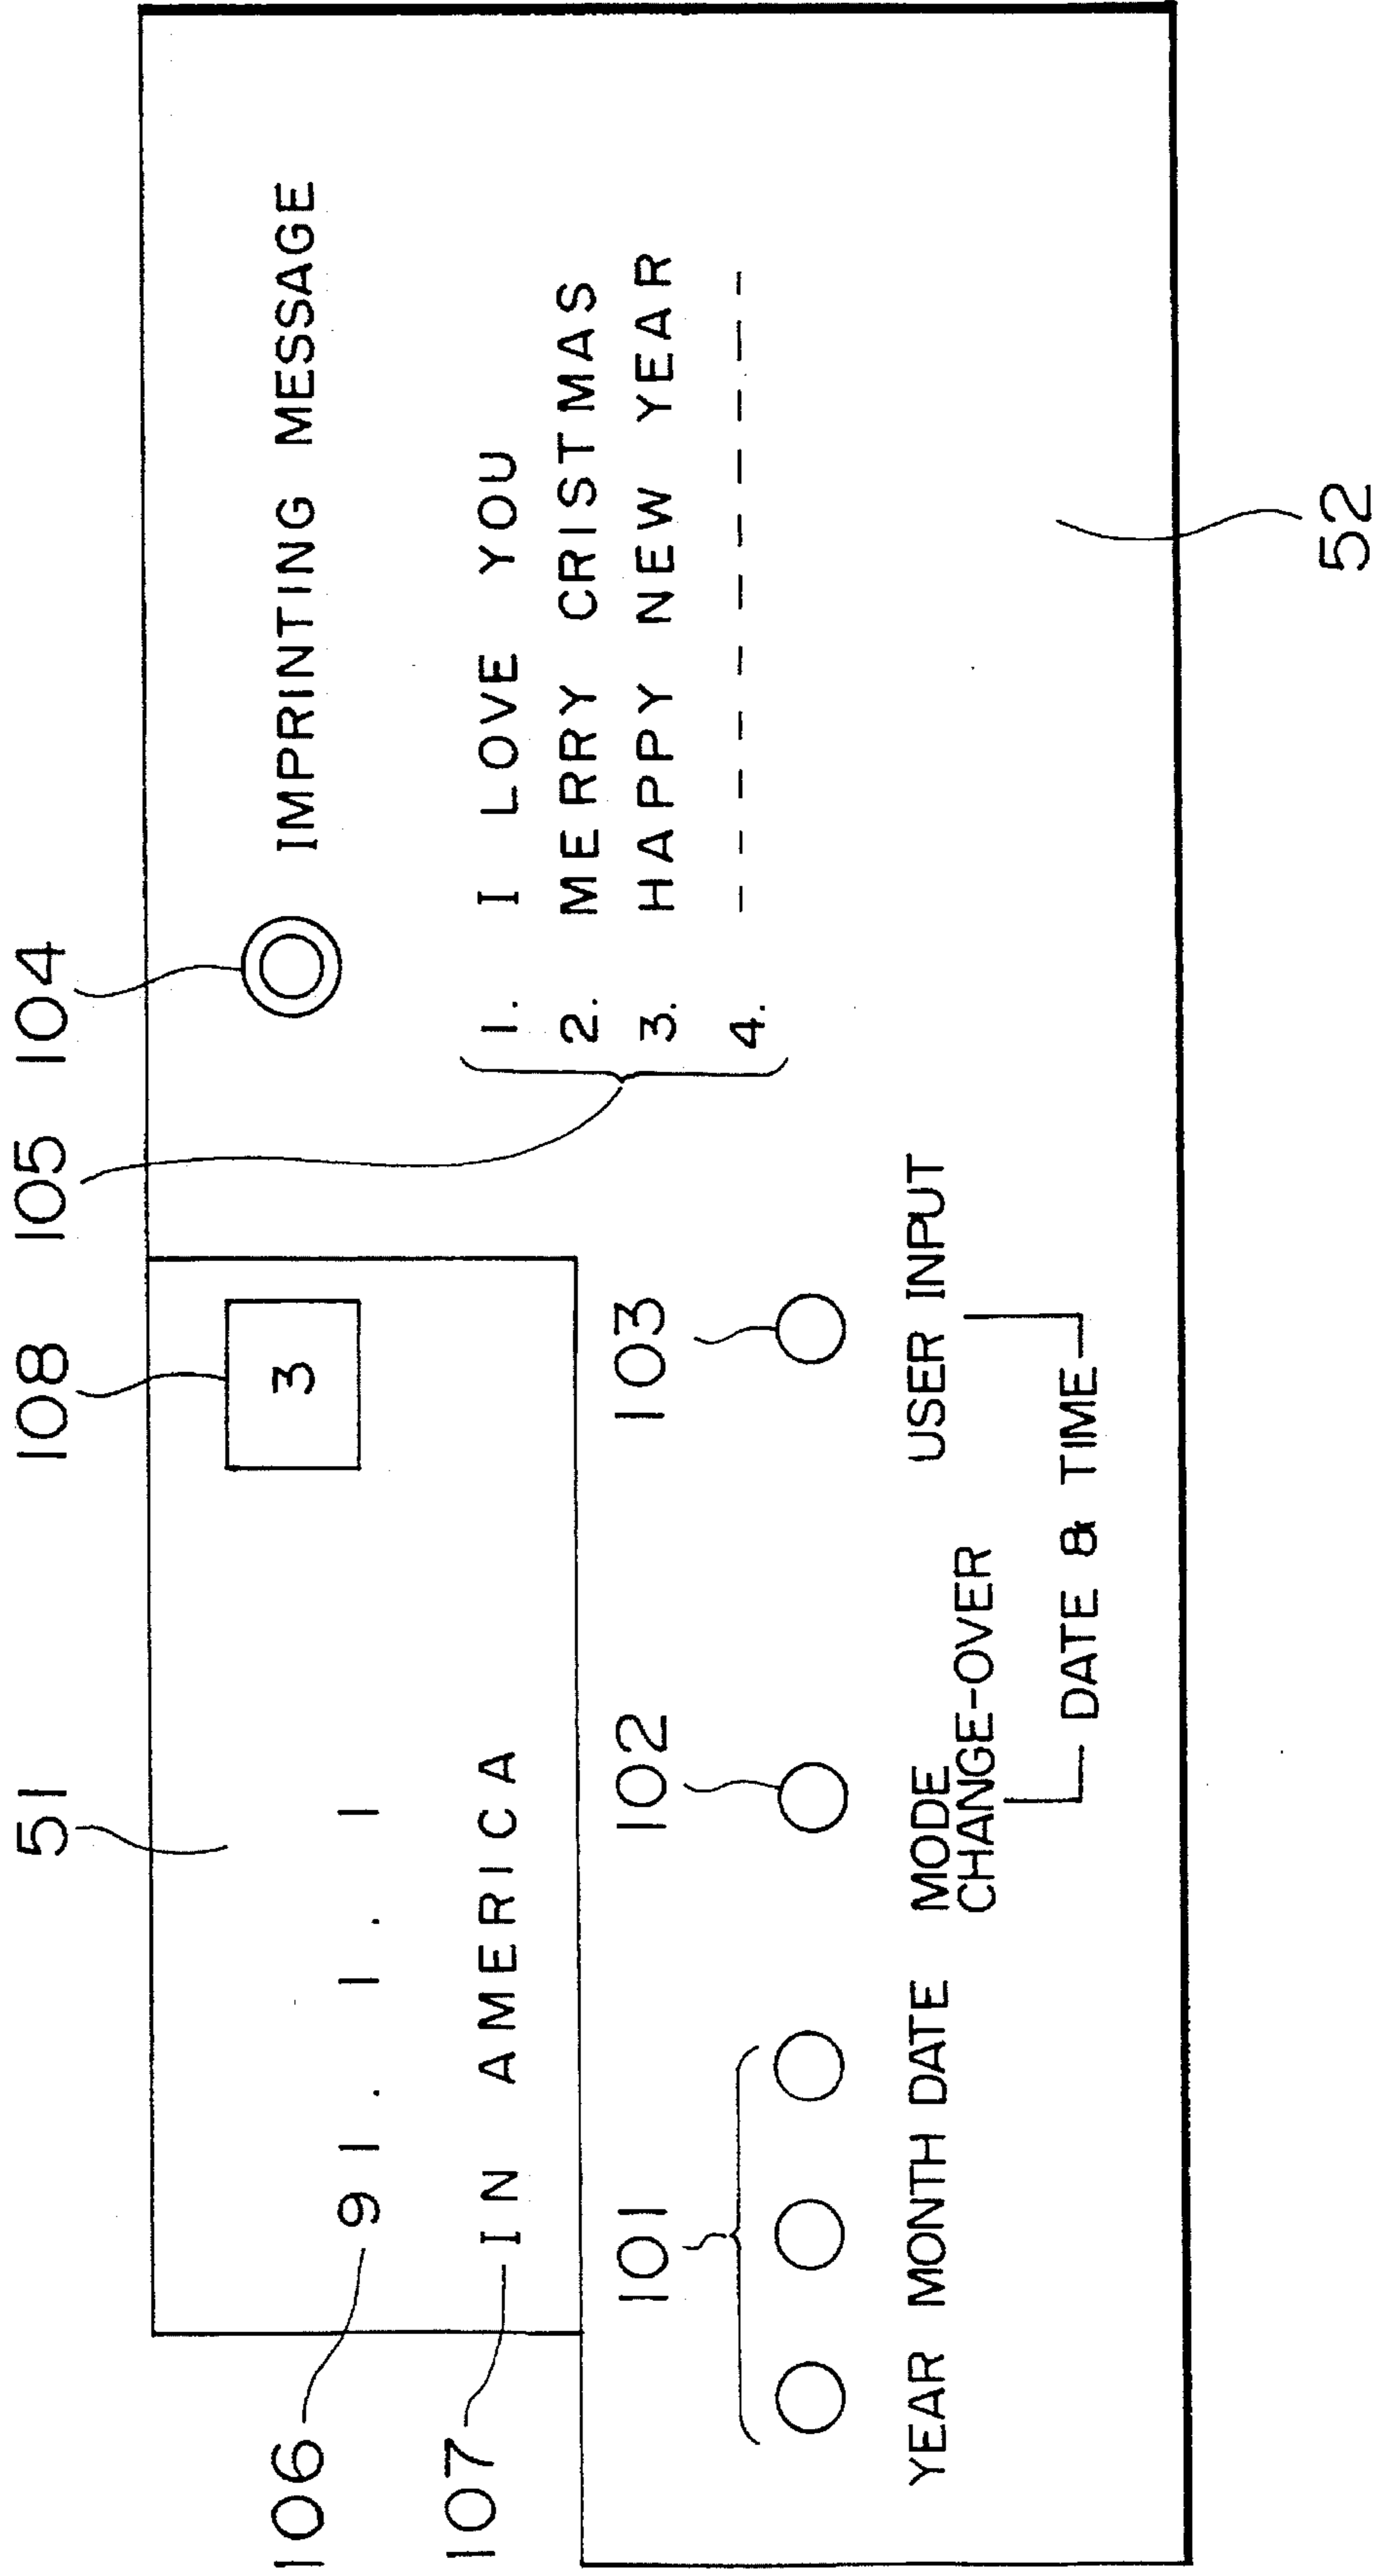 51
108
105
104
106
91. 1. 1
3
IMPRINTING MESSAGE
107
IN AMERICA
1. I LOVE YOU
2. MERRY CRISTMAS
3. HAPPY NEW YEAR
4. -----------
101
102
103
YEAR MONTH DATE MODE CHANGE-OVER
USER INPUT
DATE & TIME
52